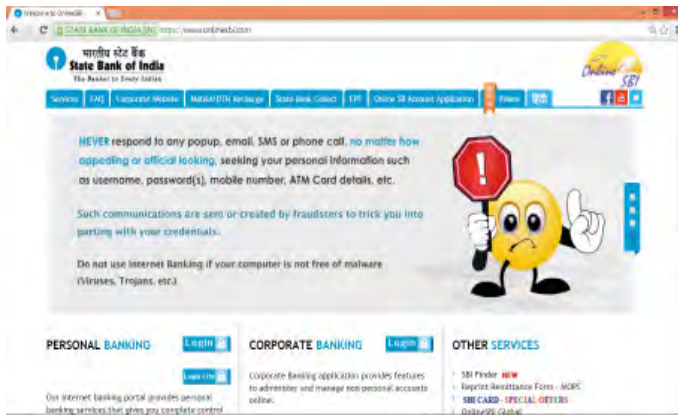 Welcome to OnlineSBI
STATE BANK OF INDIA [IN] https://www.onlinesbi.com
भारतीय स्टेट बैंक
State Bank of India
The Banker to Every Indian
Online SBI
Services FAQ Corporate Website Mobile/DTH Recharge State Bank Collect Online SB Account Application Videos हिंदी
NEVER respond to any popup, email, SMS or phone call, no matter how
appealing or official looking, seeking your personal information such
as username, password(s), mobile number, ATM Card details, etc.
Such communications are sent or created by fraudsters to trick you into
parting with your credentials.
Do not use Internet Banking if your computer is not free of malware
(Viruses, Trojans, etc.)
PERSONAL BANKING Login
CORPORATE BANKING Login
OTHER SERVICES
Login Lite
Our internet banking portal provides personal
banking services that gives you complete control
Corporate Banking application provides features
to administer and manage non personal accounts
online.
SBI Finder NEW
Reprint Remittance Form - MOPS
SBI CARD - SPECIAL OFFERS
OnlineSBI Global